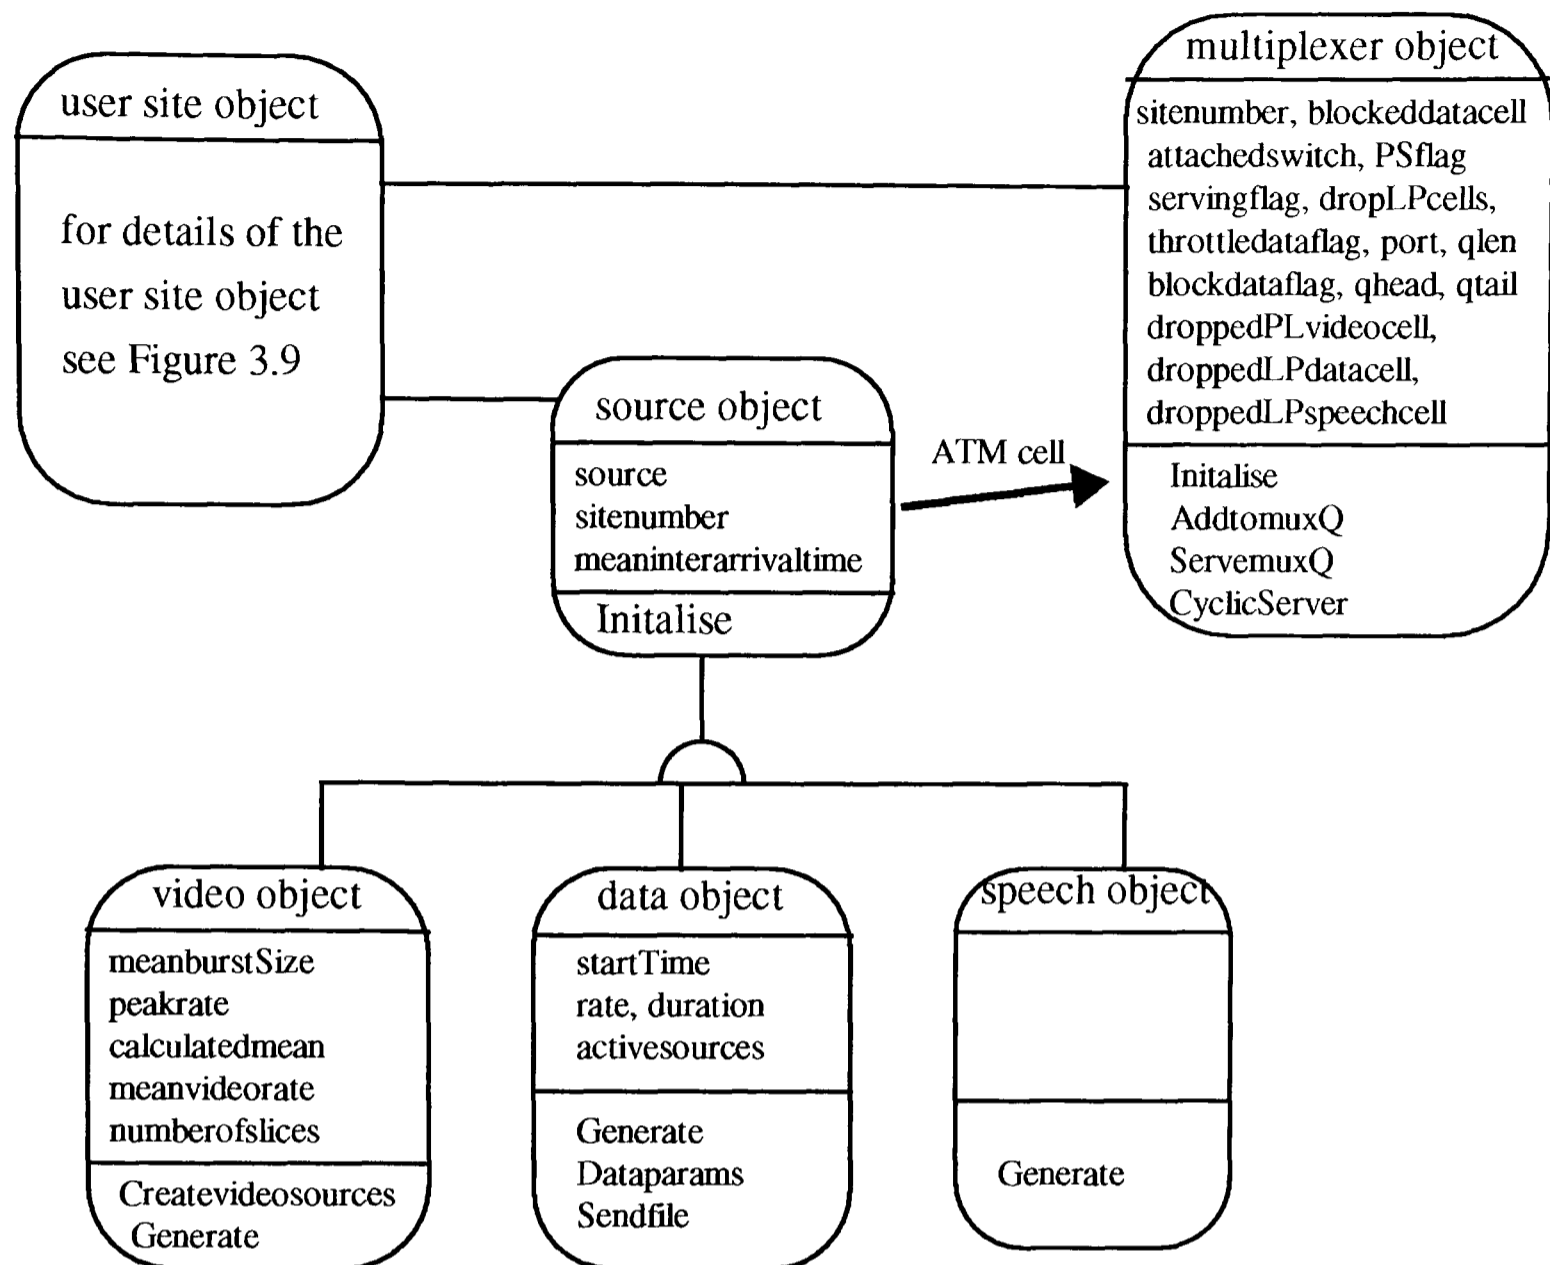 user site object
for details of the
user site object
see Figure 3.9
multiplexer object
sitenumber, blockeddatacell
attachedswitch, PSflag
servingflag, dropLPcells,
throttledataflag, port, qlen
blockdataflag, qhead, qtail
droppedPLvideocell,
droppedLPdatacell,
droppedLPspeechcell
Initalise
AddtomuxQ
ServemuxQ
CyclicServer
source object
source
sitenumber
meaninterarrivaltime
Initalise
ATM cell
video object
meanburstSize
peakrate
calculatedmean
meanvideorate
numberofslices
Createvideosources
Generate
data object
startTime
rate, duration
activesources
Generate
Dataparams
Sendfile
speech object
Generate